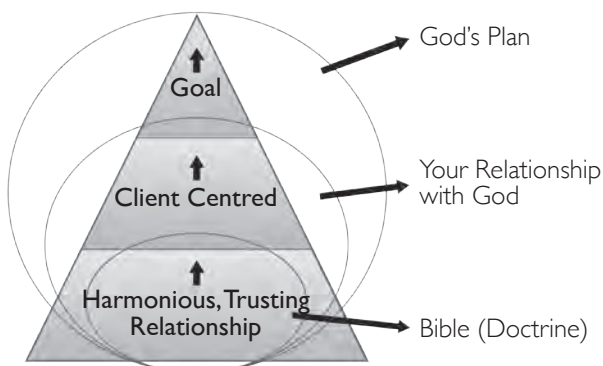 God's Plan
Goal
Your Relationship
with God
Client Centred
Harmonious, Trusting
Relationship
Bible (Doctrine)